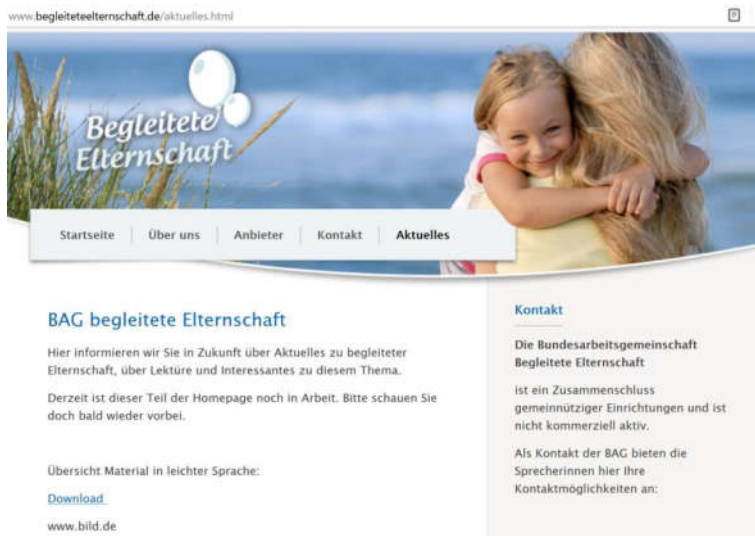 www.begleiteteelternschaft.de/aktuelles.html
Begleitete
Elternschaft
Startseite
Über uns
Anbieter
Kontakt
Aktuelles
BAG begleitete Elternschaft
Hier informieren wir Sie in Zukunft über Aktuelles zu begleiteter
Elternschaft, über Lektüre und Interessantes zu diesem Thema.
Derzeit ist dieser Teil der Homepage noch in Arbeit. Bitte schauen Sie
doch bald wieder vorbei.
Übersicht Material in leichter Sprache:
Download
www.bild.de
Kontakt
Die Bundesarbeitsgemeinschaft
Begleitete Elternschaft
ist ein Zusammenschluss
gemeinnütziger Einrichtungen und ist
nicht kommerziell aktiv.
Als Kontakt der BAG bieten die
Sprecherinnen hier Ihre
Kontaktmöglichkeiten an: